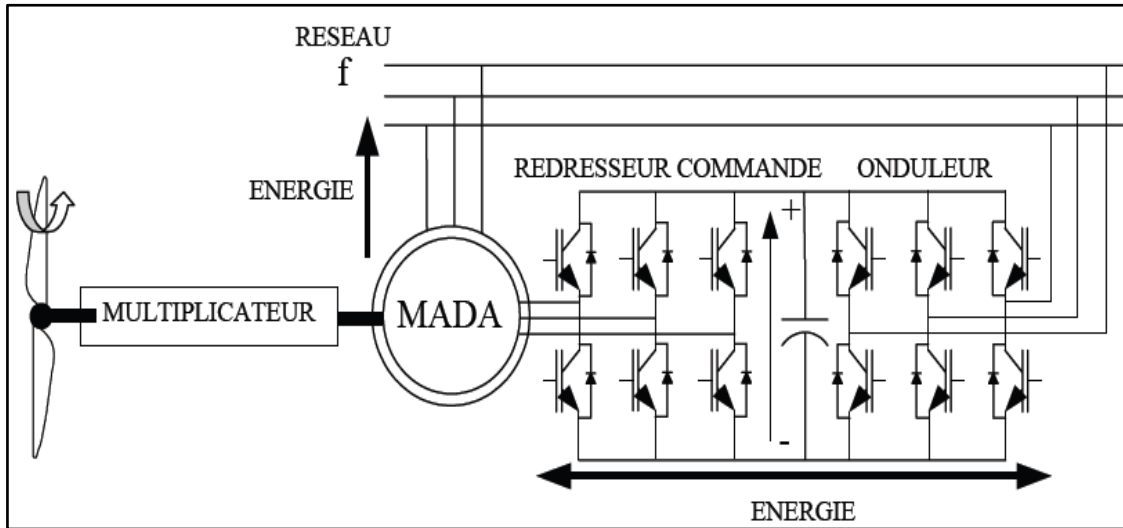 RESEAU
f
ENERGIE
REDRESSEUR COMMANDE
ONDULEUR
+
MULTIPLICATEUR
MADA
-
ENERGIE